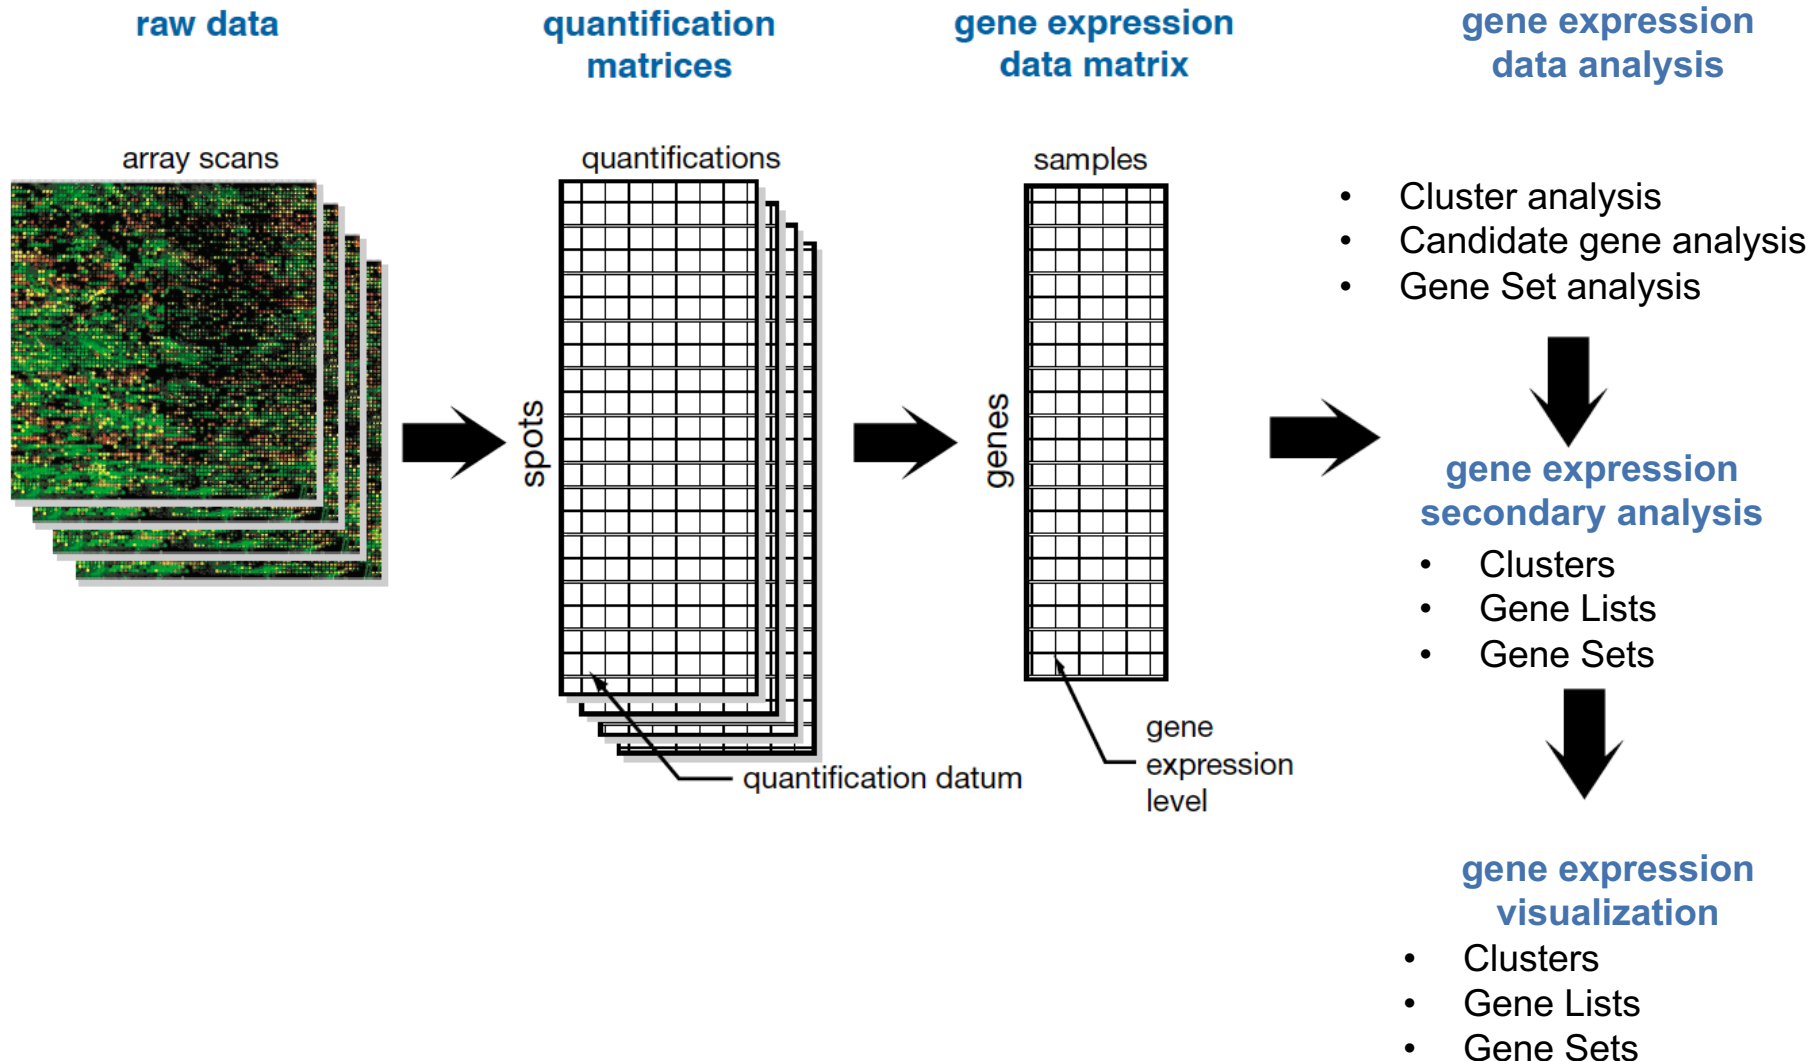 raw data
quantification
matrices
gene expression
data matrix
gene expression
data analysis
array scans
quantifications
samples
spots
genes
quantification datum
gene
expression
level
• Cluster analysis
• Candidate gene analysis
• Gene Set analysis
gene expression
secondary analysis
• Clusters
• Gene Lists
• Gene Sets
gene expression
visualization
• Clusters
• Gene Lists
• Gene Sets